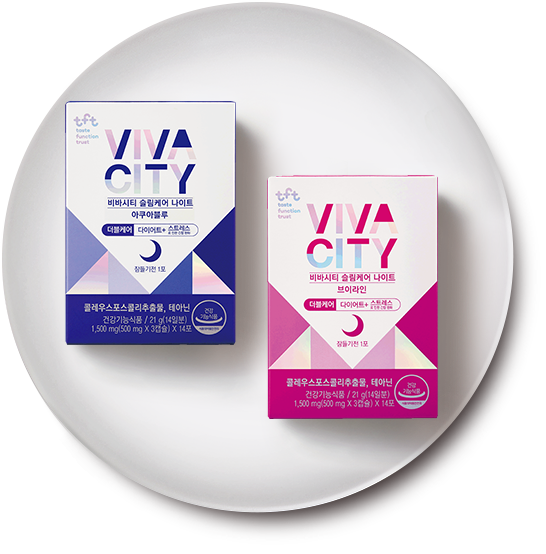 tft
taste
function
trust
VIVA
CITY
비바시티 슬림케어 나이트
아쿠아블루
더블케어 다이어트+ 스트레스
잠들기전 1포
콜레우스포스콜리추출물, 테아닌
건강기능식품 / 21 g(14일분)
1,500 mg(500 mg X 3캡슐) X 14포
건강
기능식품
tft
taste
function
trust
VIVA
CITY
비바시티 슬림케어 나이트
브이라인
더블케어 다이어트+ 스트레스
잠들기전 1포
콜레우스포스콜리추출물, 테아닌
건강기능식품 / 21 g(14일분)
1,500 mg(500 mg X 3캡슐) X 14포
건강
기능식품